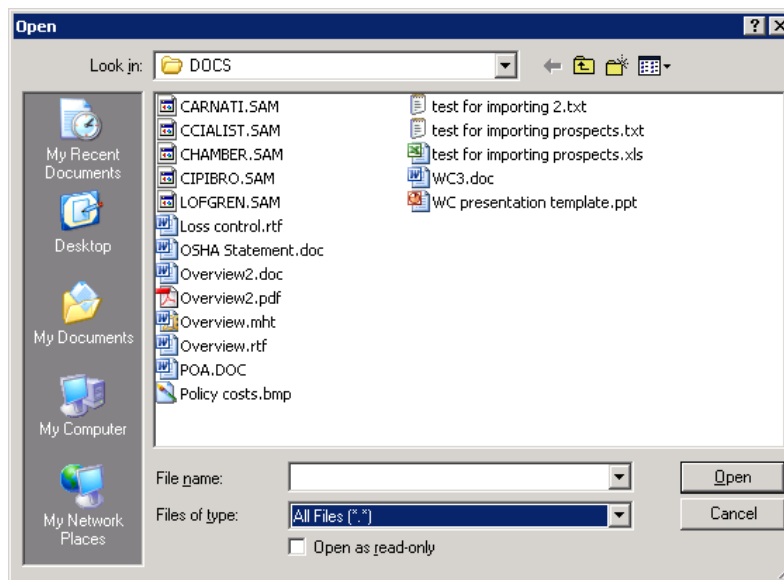 Open
Look in:
DOCS
My Recent
Documents
Desktop
My Documents
My Computer
My Network
Places
CARNATI.SAM
CCIALIST.SAM
CHAMBER.SAM
CIPIBRO.SAM
LOFGREN.SAM
Loss control.rtf
OSHA Statement.doc
Overview2.doc
Overview2.pdf
Overview.mht
Overview.rtf
POA.DOC
Policy costs.bmp
test for importing 2.txt
test for importing prospects.txt
test for importing prospects.xls
WC3.doc
WC presentation template.ppt
File name:
Open
Files of type:
All Files (*.*)
Cancel
Open as read-only